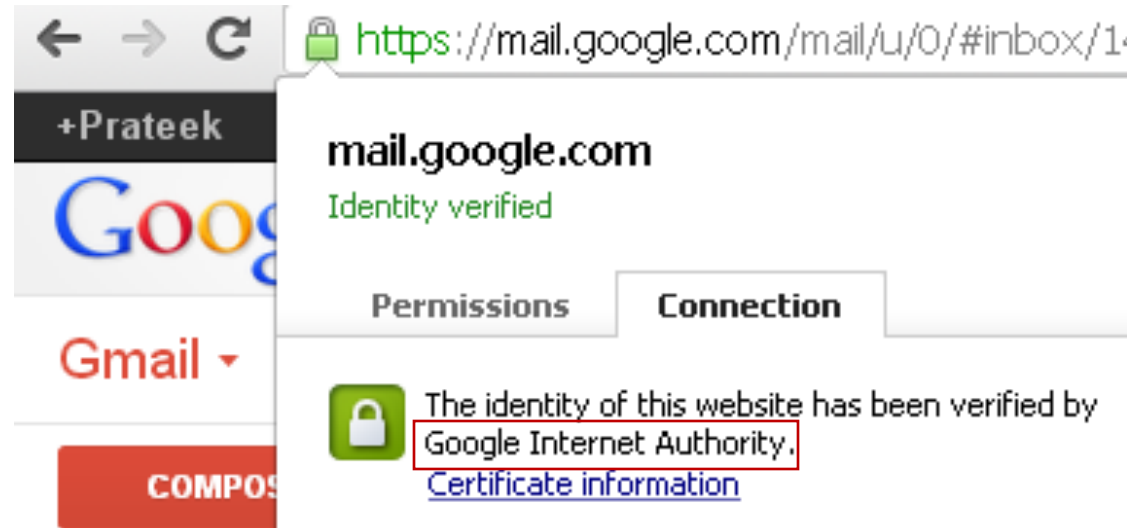 https://mail.google.com/mail/u/0/#inbox/14
+Prateek
mail.google.com
Identity verified
Permissions
Connection
Gmail
The identity of this website has been verified by
Google Internet Authority.
Certificate information